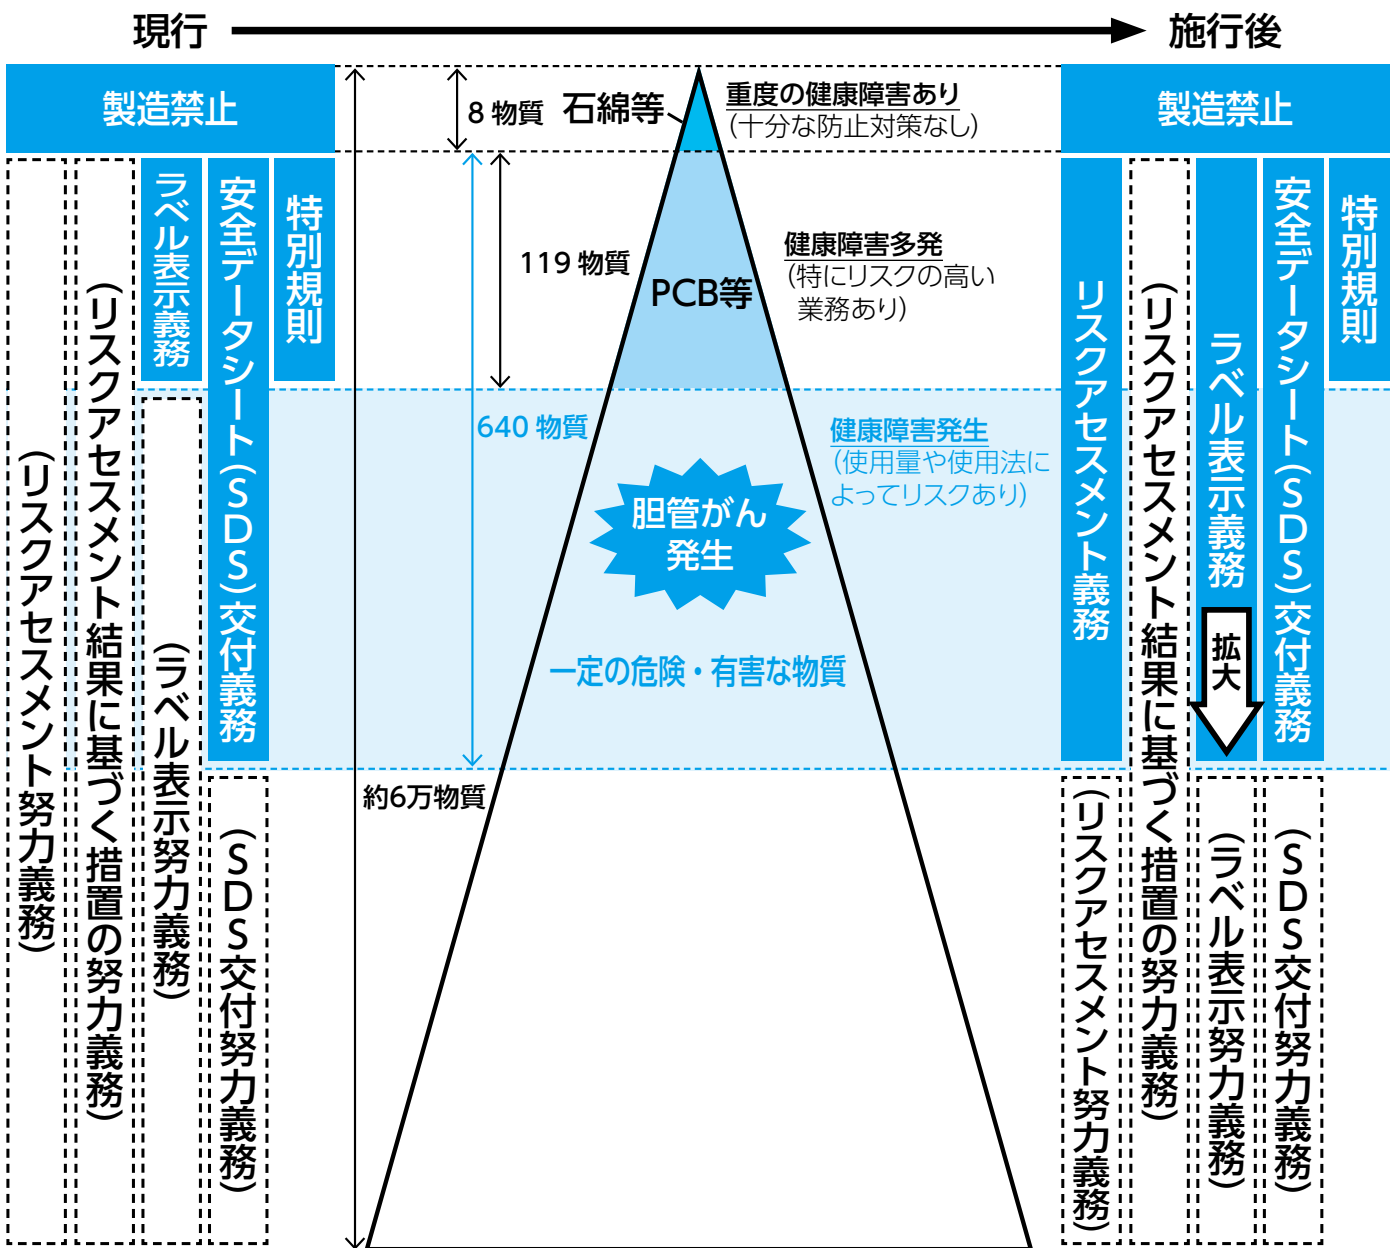 現行
施行後
製造禁止
8 物質
石綿等
重度の健康障害あり
(十分な防止対策なし)
製造禁止
(リスクアセスメント努力義務)
(リスクアセスメント結果に基づく措置の努力義務)
ラベル表示義務
(ラベル表示努力義務)
安全データシート(SDS)交付義務
(SDS交付努力義務)
特別規則
119 物質
PCB等
健康障害多発
(特にリスクの高い
業務あり)
640 物質
健康障害発生
(使用量や使用法に
よってリスクあり)
胆管がん
発生
一定の危険・有害な物質
約6万物質
リスクアセスメント義務
(リスクアセスメント努力義務)
(リスクアセスメント結果に基づく措置の努力義務)
ラベル表示義務
拡大
(ラベル表示努力義務)
安全データシート(SDS)交付義務
(SDS交付努力義務)
特別規則